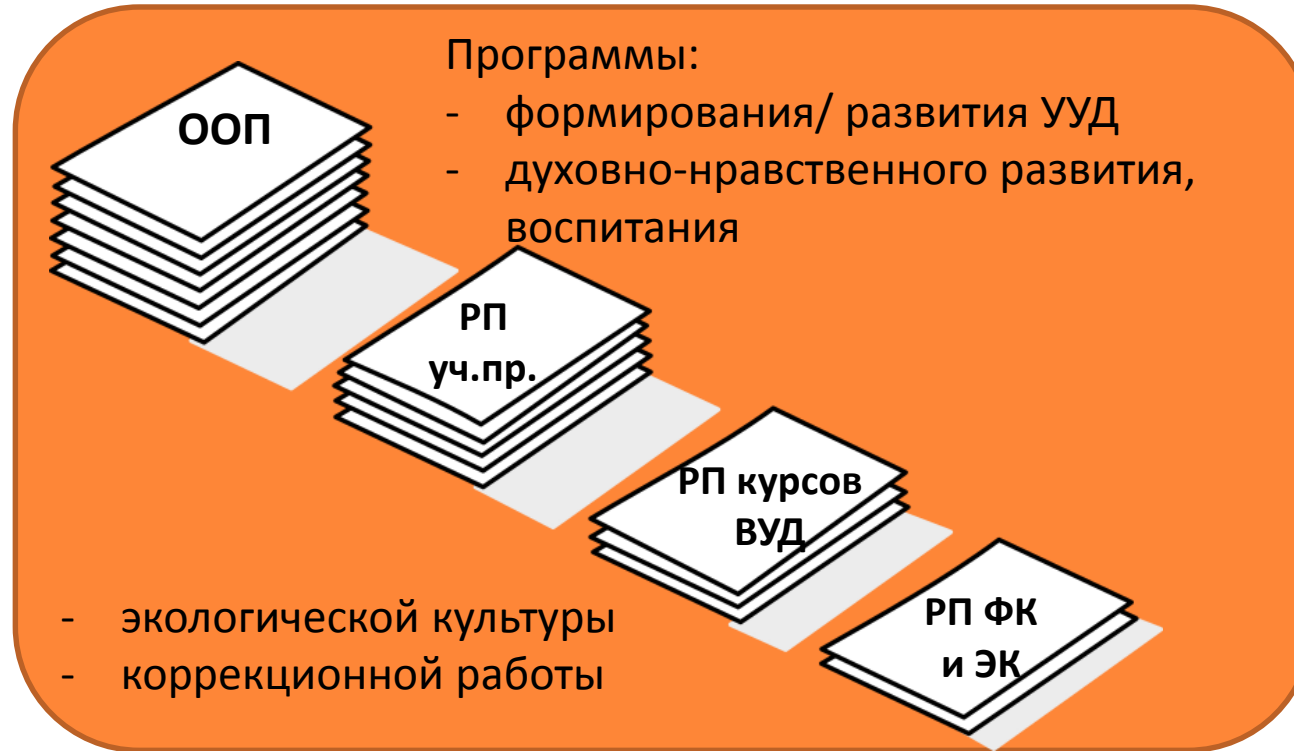 Программы:
- формирования/ развития УУД
- духовно-нравственного развития,
воспитания
ООП
РП
уч.пр.
РП курсов
ВУД
РП ФК
и ЭК
- экологической культуры
- коррекционной работы